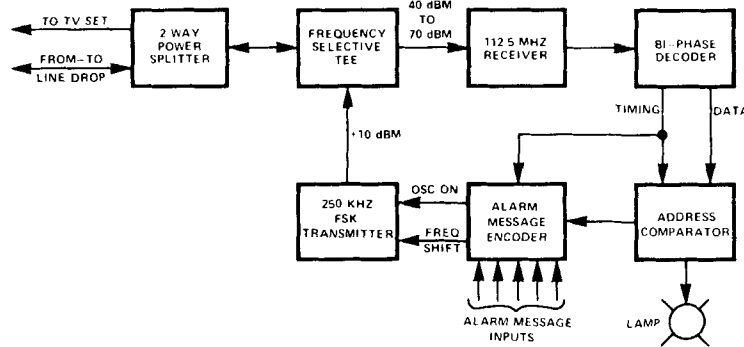 TO TV SET
FROM-TO
LINE DROP
2 WAY
POWER
SPLITTER
FREQUENCY
SELECTIVE
TEE
40 dBM
TO
70 dBM
112.5 MHZ
RECEIVER
BI-PHASE
DECODER
TIMING
DATA
+10 dBM
250 KHZ
FSK
TRANSMITTER
OSC ON
FREQ
SHIFT
ALARM
MESSAGE
ENCODER
ADDRESS
COMPARATOR
ALARM MESSAGE
INPUTS
LAMP